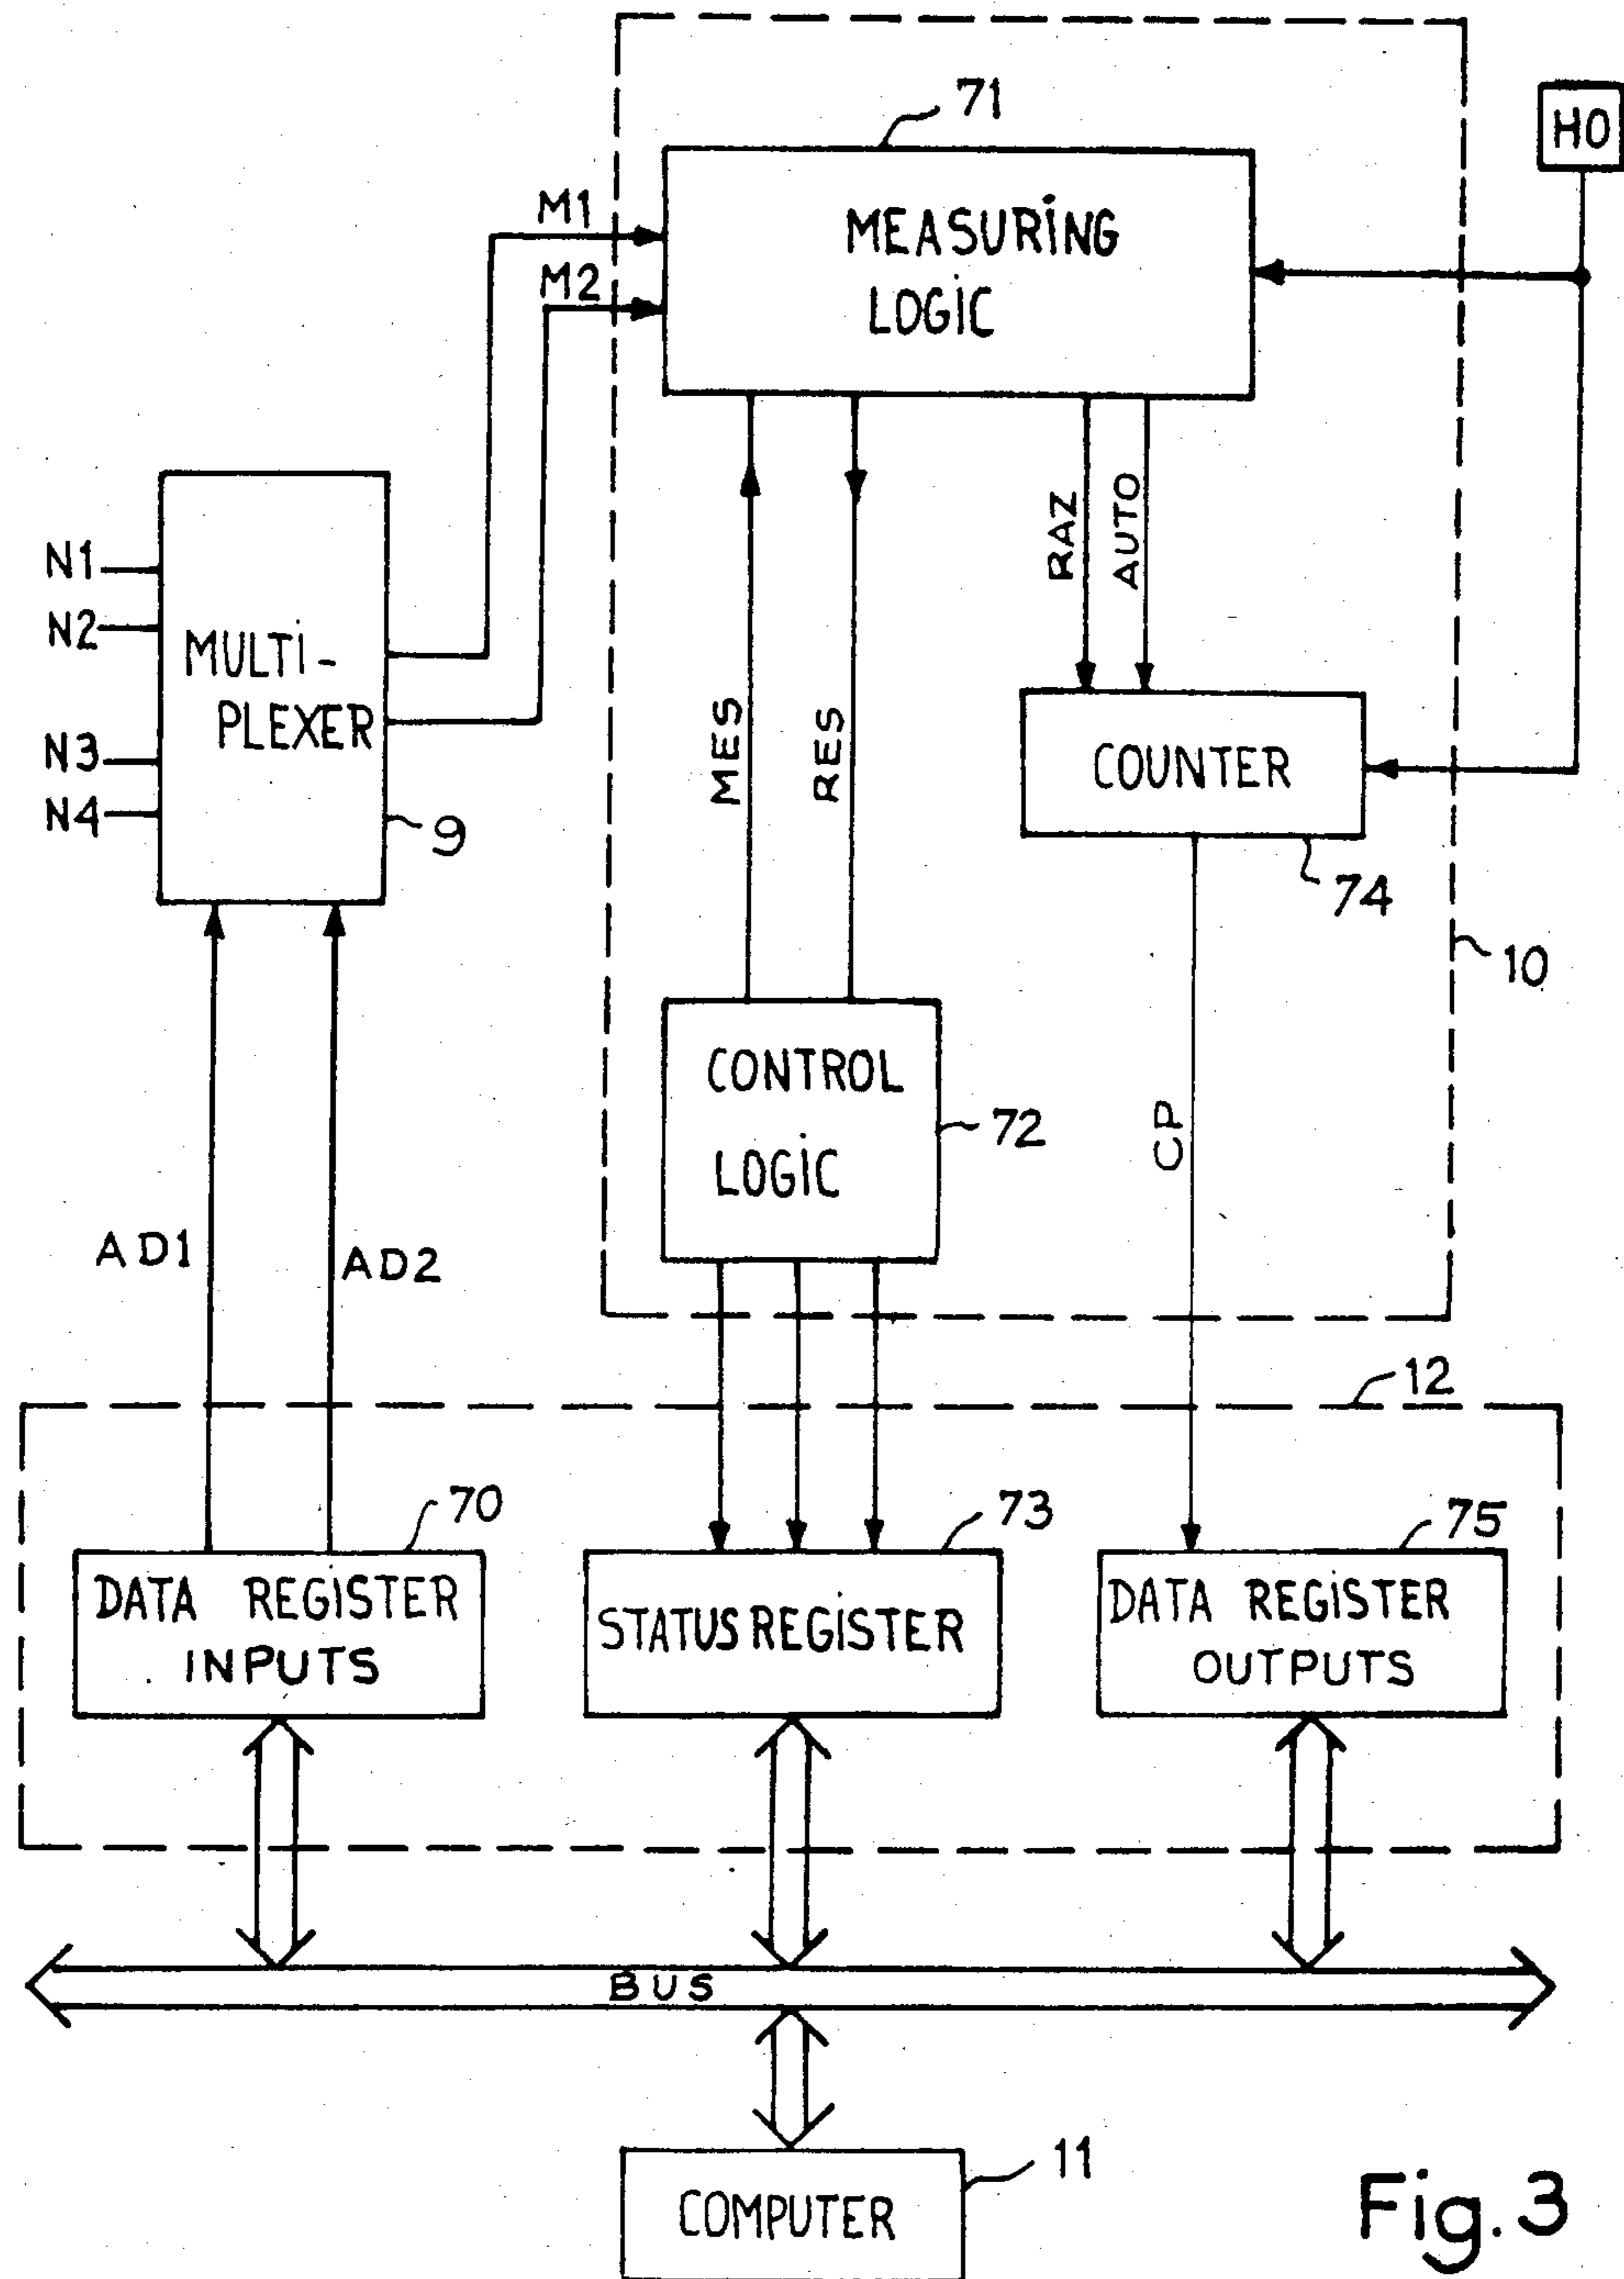 71
HO
M1
MEASURING
LOGIC
M2
RAZ
AUTO
N1
N2
MULTI-
PLEXER
N3
N4
9
MES
RES
COUNTER
74
10
CONTROL
LOGIC
72
CP
AD1
AD2
12
70
73
75
DATA REGISTER
INPUTS
STATUS REGISTER
DATA REGISTER
OUTPUTS
BUS
11
COMPUTER
Fig. 3